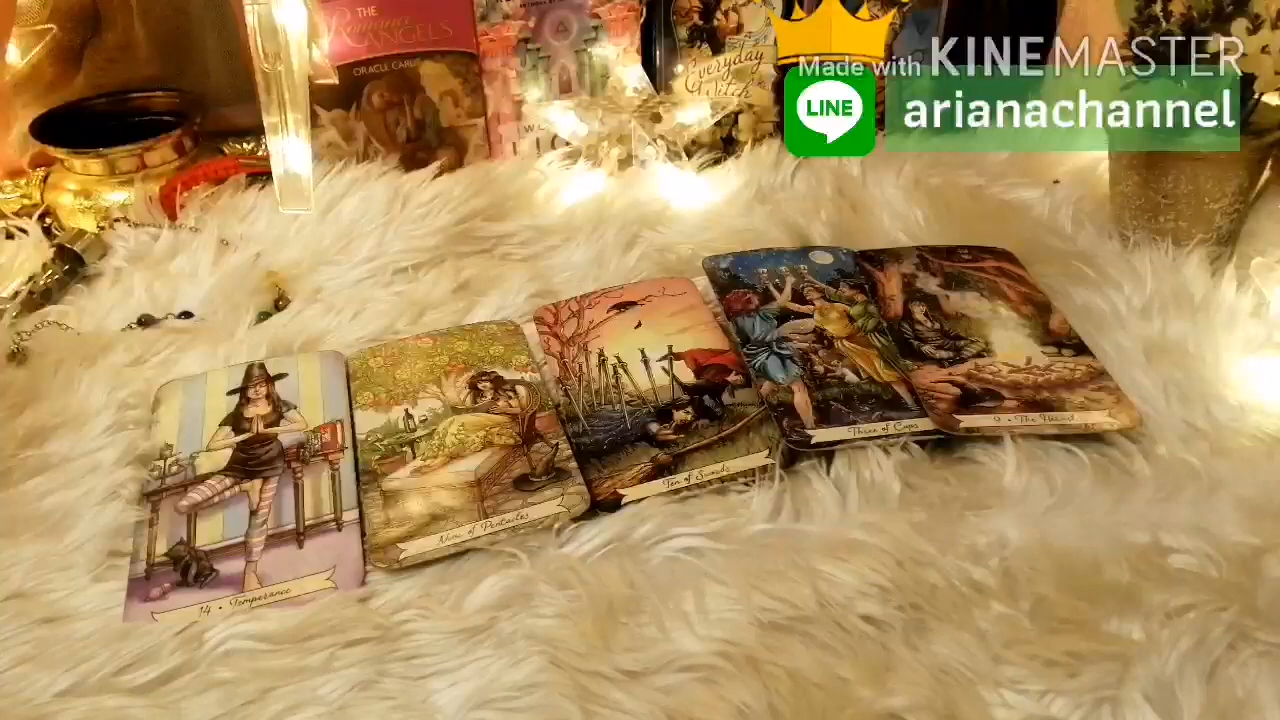 THE
Romance
ANGELS
ORACLE CARDS
Everyday
Witch
Made with KINEMASTER
LINE
arianachannel
14 • Temperance
Nine of Pentacles
Ten of Swords
Three of Cups
9 • The Hermit